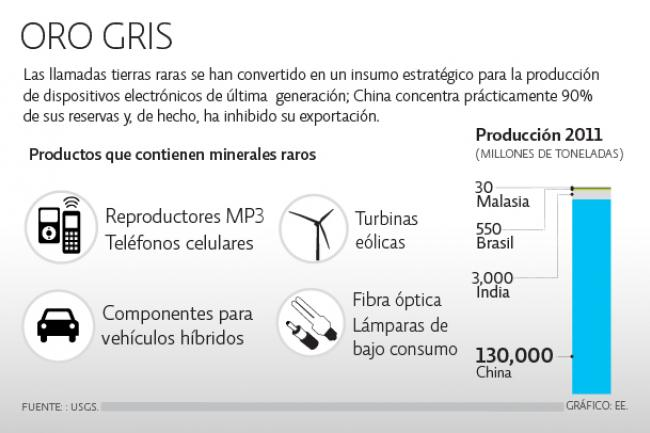 ORO GRIS
Las llamadas tierras raras se han convertido en un insumo estratégico para la producción
de dispositivos electrónicos de última generación; China concentra prácticamente 90%
de sus reservas y, de hecho, ha inhibido su exportación.
Productos que contienen minerales raros
Reproductores MP3
Teléfonos celulares
Turbinas
eólicas
Componentes para
vehículos híbridos
Fibra óptica
Lámparas de
bajo consumo
Producción 2011
(MILLONES DE TONELADAS)
30
Malasia
550
Brasil
3,000
India
130,000
China
FUENTE: : USGS.
GRÁFICO: EE.